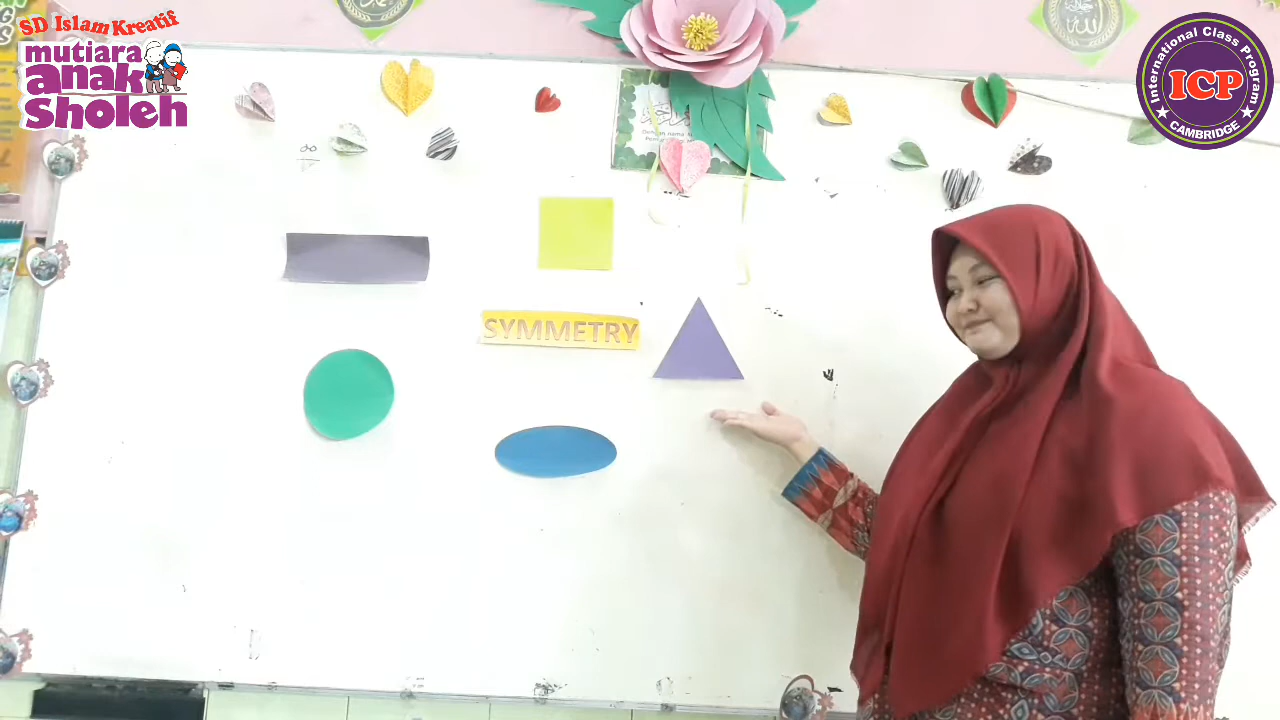 SD Islam Kreatif
mutiara
anak
Sholeh
International Class Program
ICP
CAMBRIDGE
SYMMETRY